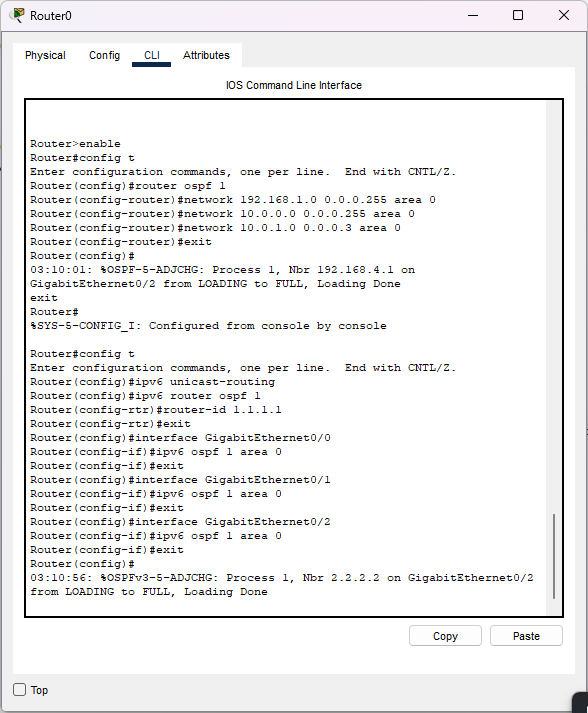 Router0
Physical Config CLI Attributes
IOS Command Line Interface
Router>enable
Router#config t
Enter configuration commands, one per line.  End with CNTL/Z.
Router(config)#router ospf 1
Router(config-router)#network 192.168.1.0 0.0.0.255 area 0
Router(config-router)#network 10.0.0.0 0.0.0.255 area 0
Router(config-router)#network 10.0.1.0 0.0.0.3 area 0
Router(config-router)#exit
Router(config)#
03:10:01: %OSPF-5-ADJCHG: Process 1, Nbr 192.168.4.1 on
GigabitEthernet0/2 from LOADING to FULL, Loading Done
exit
Router#
%SYS-5-CONFIG_I: Configured from console by console
Router#config t
Enter configuration commands, one per line.  End with CNTL/Z.
Router(config)#ipv6 unicast-routing
Router(config)#ipv6 router ospf 1
Router(config-rtr)#router-id 1.1.1.1
Router(config-rtr)#exit
Router(config)#interface GigabitEthernet0/0
Router(config-if)#ipv6 ospf 1 area 0
Router(config-if)#exit
Router(config)#interface GigabitEthernet0/1
Router(config-if)#ipv6 ospf 1 area 0
Router(config-if)#exit
Router(config)#interface GigabitEthernet0/2
Router(config-if)#ipv6 ospf 1 area 0
Router(config-if)#exit
Router(config)#
03:10:56: %OSPFv3-5-ADJCHG: Process 1, Nbr 2.2.2.2 on GigabitEthernet0/2
from LOADING to FULL, Loading Done
Copy Paste
Top